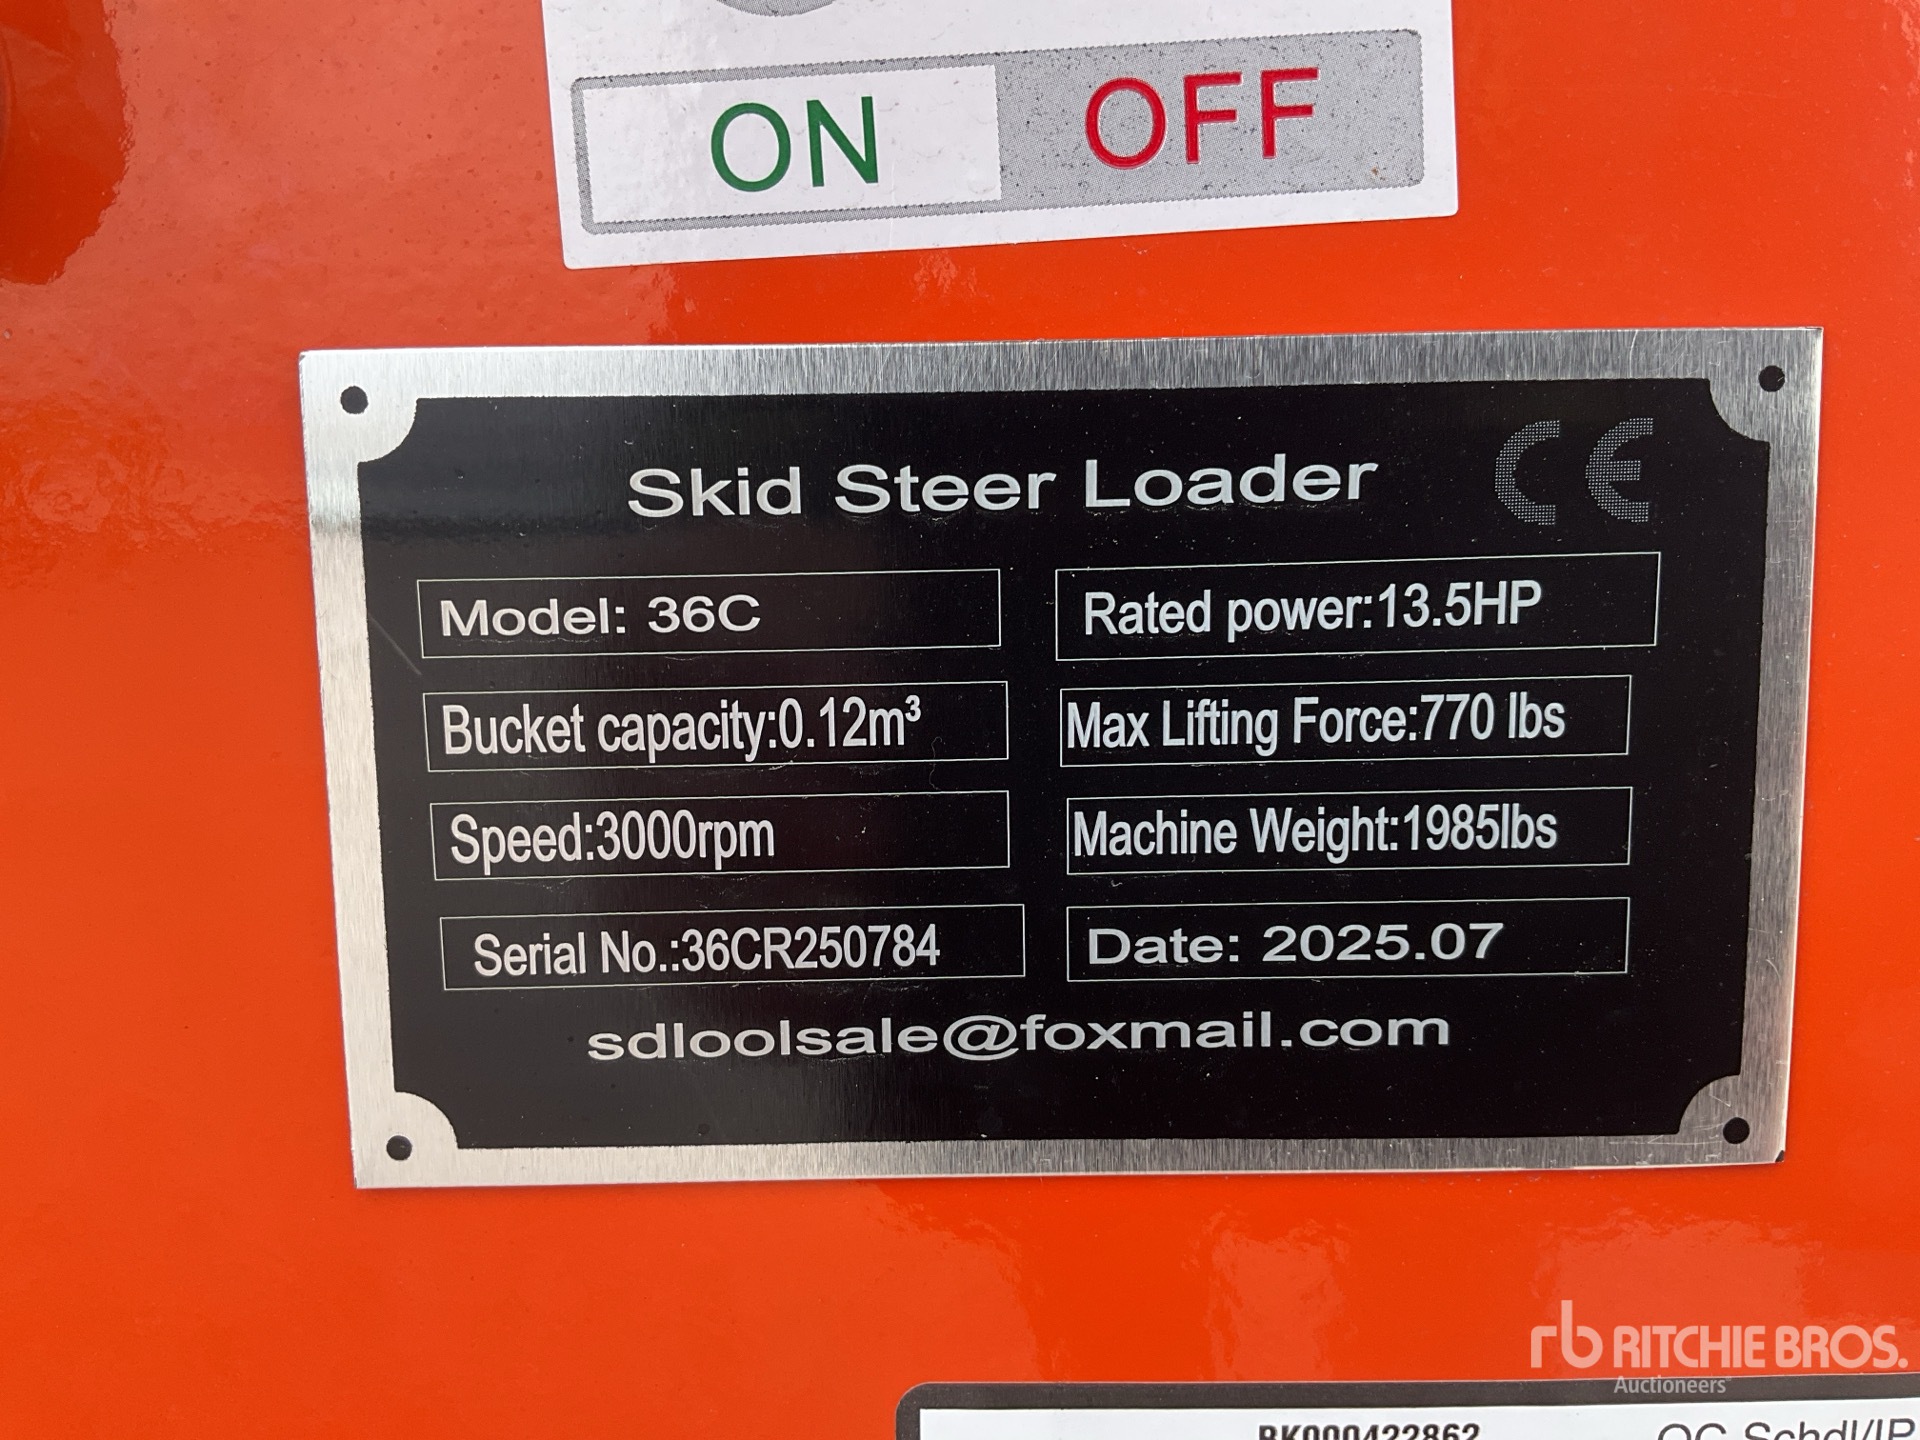 ON OFF
Skid Steer Loader CE
Model: 36C
Rated power:13.5HP
Bucket capacity:0.12m³
Max Lifting Force:770 lbs
Speed:3000rpm
Machine Weight:1985lbs
Serial No.:36CR250784
Date: 2025.07
sdloolsale@foxmail.com
rb RITCHIE BROS.
Auctioneers